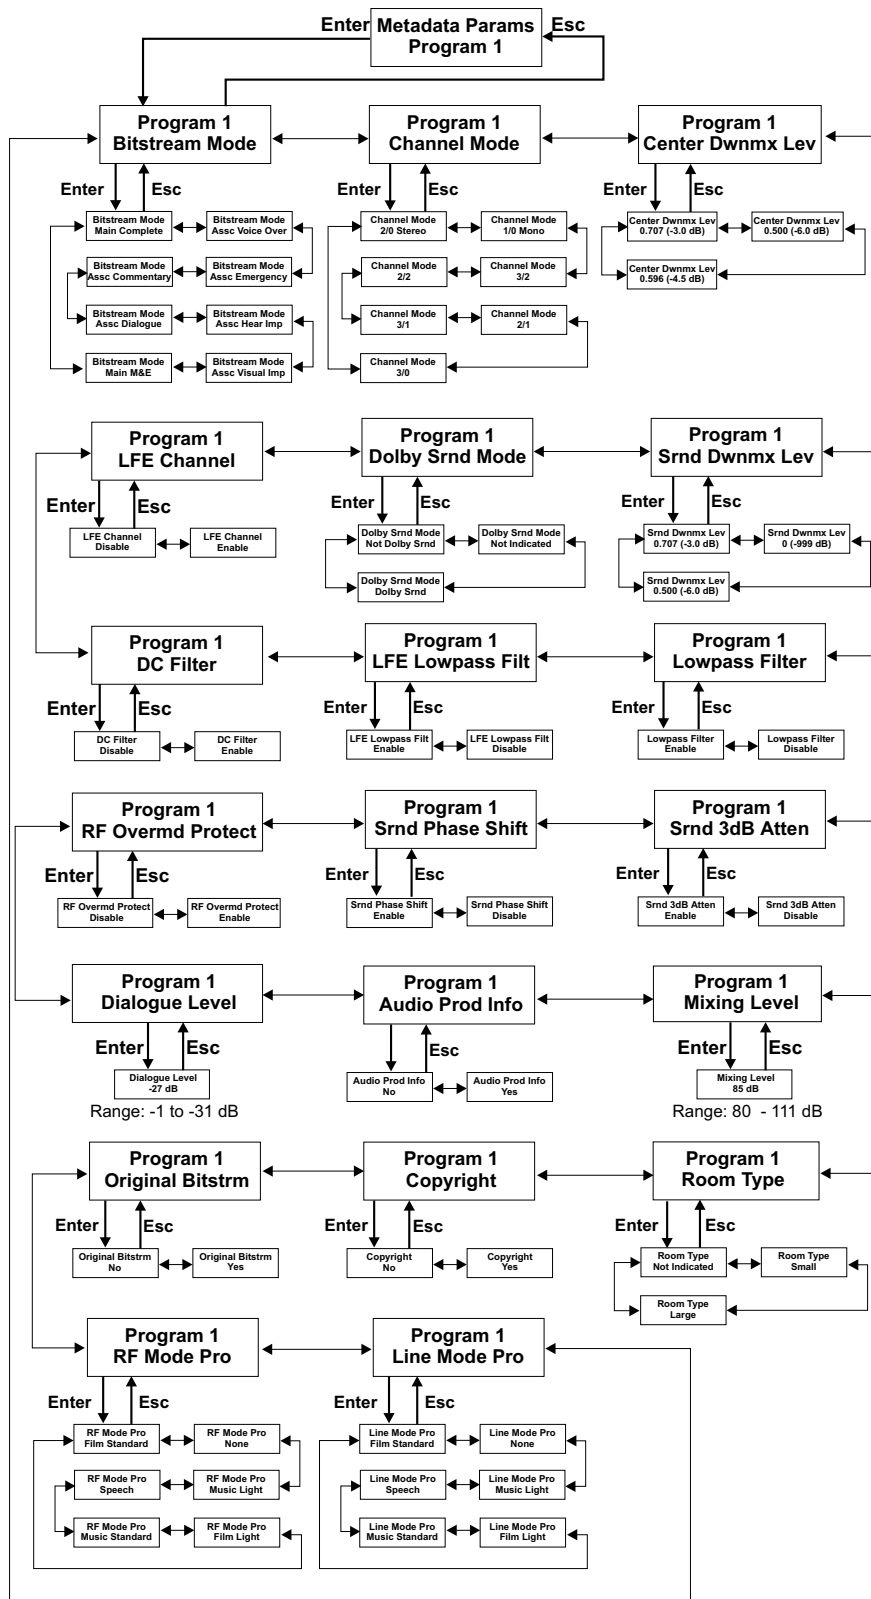 Enter
Metadata Params
Program 1
Esc
Program 1
Bitstream Mode
Program 1
Channel Mode
Program 1
Center Dwnmx Lev
Enter
Esc
Enter
Esc
Enter
Esc
Bitstream Mode
Main Complete
Bitstream Mode
Assc Voice Over
Channel Mode
2/0 Stereo
Channel Mode
1/0 Mono
Center Dwnmx Lev
0.707 (-3.0 dB)
Center Dwnmx Lev
0.500 (-6.0 dB)
Bitstream Mode
Assc Commentary
Bitstream Mode
Assc Emergency
Channel Mode
2/2
Channel Mode
3/2
Center Dwnmx Lev
0.596 (-4.5 dB)
Bitstream Mode
Assc Dialogue
Bitstream Mode
Assc Hear Imp
Channel Mode
3/1
Channel Mode
2/1
Bitstream Mode
Main M&E
Bitstream Mode
Assc Visual Imp
Channel Mode
3/0
Program 1
LFE Channel
Program 1
Dolby Srnd Mode
Program 1
Srnd Dwnmx Lev
Enter
Esc
Enter
Esc
Enter
Esc
LFE Channel
Disable
LFE Channel
Enable
Dolby Srnd Mode
Not Dolby Srnd
Dolby Srnd Mode
Not Indicated
Srnd Dwnmx Lev
0.707 (-3.0 dB)
Srnd Dwnmx Lev
0 (-999 dB)
Dolby Srnd Mode
Dolby Srnd
Srnd Dwnmx Lev
0.500 (-6.0 dB)
Program 1
DC Filter
Program 1
LFE Lowpass Filt
Program 1
Lowpass Filter
Enter
Esc
Enter
Esc
Enter
Esc
DC Filter
Disable
DC Filter
Enable
LFE Lowpass Filt
Enable
LFE Lowpass Filt
Disable
Lowpass Filter
Enable
Lowpass Filter
Disable
Program 1
RF Overmd Protect
Program 1
Srnd Phase Shift
Program 1
Srnd 3dB Atten
Enter
Esc
Enter
Esc
Enter
Esc
RF Overmd Protect
Disable
RF Overmd Protect
Enable
Srnd Phase Shift
Enable
Srnd Phase Shift
Disable
Srnd 3dB Atten
Enable
Srnd 3dB Atten
Disable
Program 1
Dialogue Level
Program 1
Audio Prod Info
Program 1
Mixing Level
Enter
Esc
Enter
Esc
Enter
Esc
Dialogue Level
-27 dB
Audio Prod Info
No
Audio Prod Info
Yes
Mixing Level
85 dB
Range: -1 to -31 dB
Range: 80 - 111 dB
Program 1
Original Bitstrm
Program 1
Copyright
Program 1
Room Type
Enter
Esc
Enter
Esc
Enter
Esc
Original Bitstrm
No
Original Bitstrm
Yes
Copyright
No
Copyright
Yes
Room Type
Not Indicated
Room Type
Small
Room Type
Large
Program 1
RF Mode Pro
Program 1
Line Mode Pro
Enter
Esc
Enter
Esc
RF Mode Pro
Film Standard
RF Mode Pro
None
Line Mode Pro
Film Standard
Line Mode Pro
None
RF Mode Pro
Speech
RF Mode Pro
Music Light
Line Mode Pro
Speech
Line Mode Pro
Music Light
RF Mode Pro
Music Standard
RF Mode Pro
Film Light
Line Mode Pro
Music Standard
Line Mode Pro
Film Light